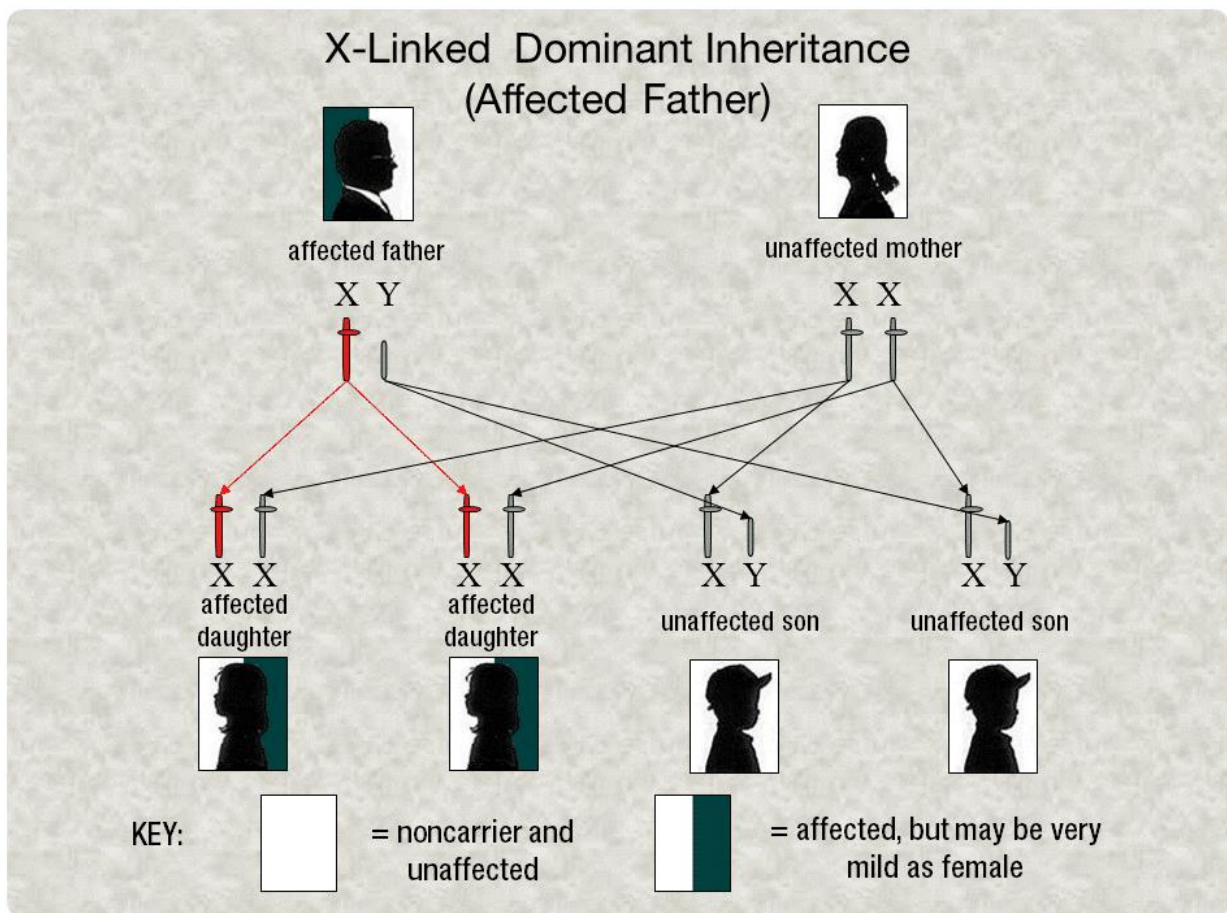 X-Linked Dominant Inheritance
(Affected Father)
affected father
unaffected mother
X Y
X X
X X
X X
X Y
X Y
affected
daughter
affected
daughter
unaffected son
unaffected son
KEY:
= noncarrier and
unaffected
= affected, but may be very
mild as female